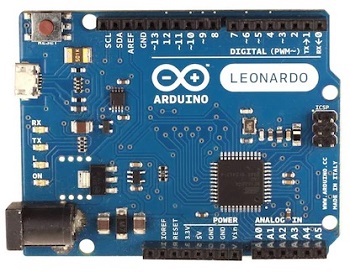 RESET
SCL
SDA
AREF
GND
~13
12
~11
~10
~9
8
7
~6
~5
4
~3
2
TX→1
RX←0
DIGITAL (PWM~)
ARDUINO
LEONARDO
ICSP
RX
TX
L
ON
WWW.ARDUINO.CC
MADE IN ITALY
POWER
ANALOG IN
IOREF
RESET
3.3V
5V
GND
GND
Vin
A0
A1
A2
A3
A4
A5